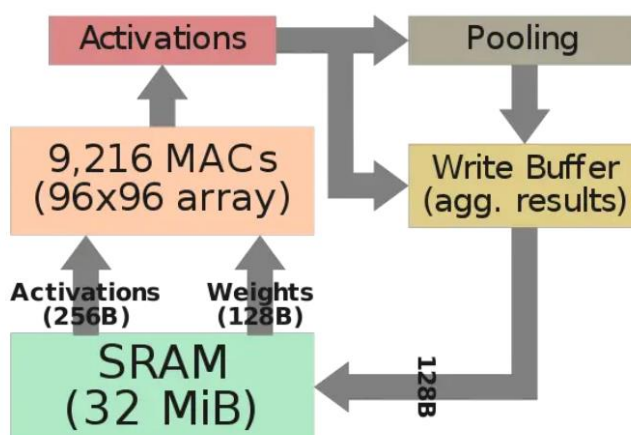 Activations
Pooling
9,216 MACs
(96x96 array)
Write Buffer
(agg. results)
Activations
(256B)
Weights
(128B)
SRAM
(32 MiB)
128B